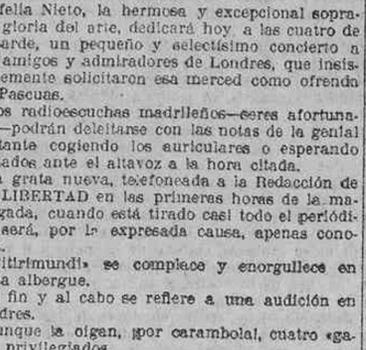 felia Nieto, la hermosa y excepcional sopra-
gloria del arte, dedicará hoy, a las cuatro de
arde, un pequeño y selectísimo concierto a
amigos y admiradores de Londres, que insis-
emente solicitaron esa merced como ofrenda
Pascuas.
os radioescuchas madrileños—seres afortuna-
—podrán deleitarse con las notas de la genial
tante cogiendo los auriculares o esperando
ados ante el altavoz a la hora citada.
a grata nueva, telefoneada a la Redacción de
LIBERTAD en las primeras horas de la ma-
gada, cuando está tirado casi todo el periódi-
será, por la expresada causa, apenas cono-
.
itirimundi» se complace y enorgullece en
a albergue.
fin y al cabo se refiere a una audición en
dres.
unque la oigan, ¡por carambola!, cuatro «ga-
privilegiados